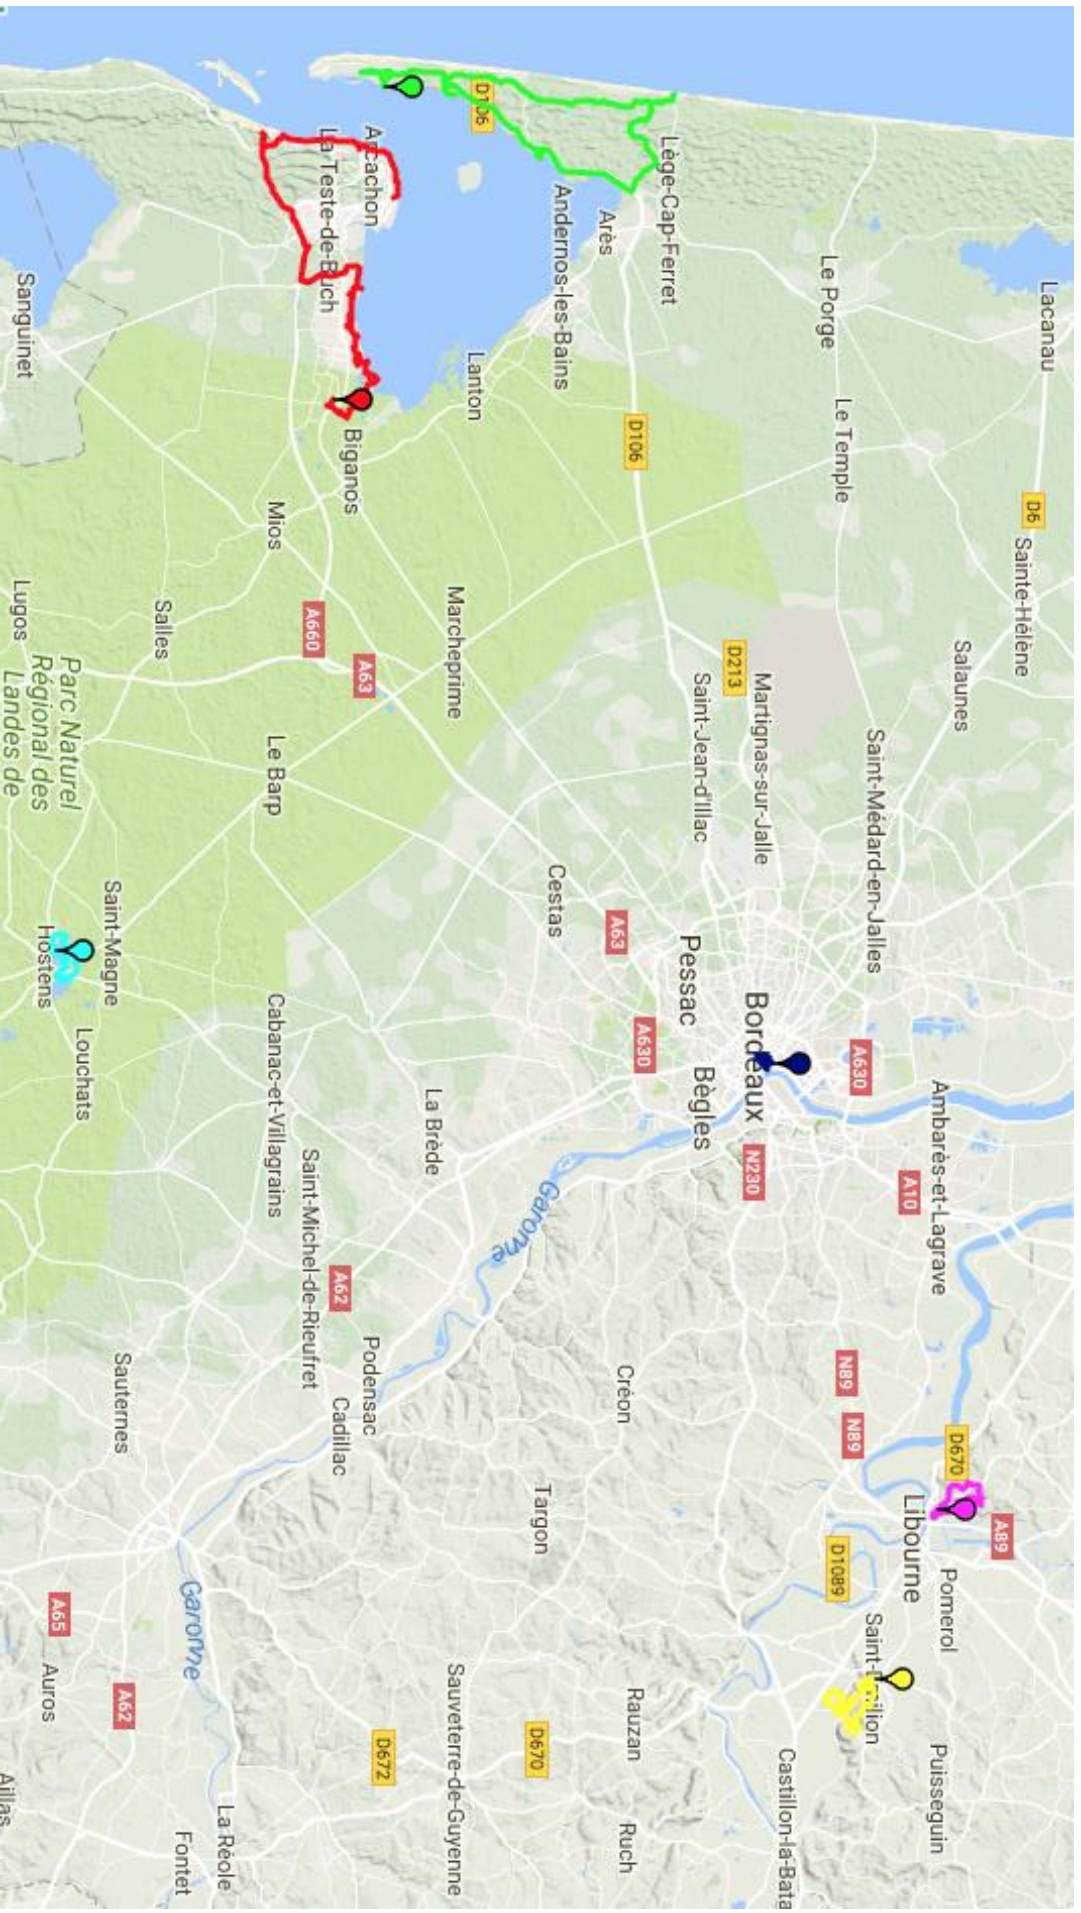 Lacanau
D6
Sainte-Hélène
A89
Salaunes
D670
Pomerol
Ambarès-et-Lagrave
Puisseguin
Libourne
A10
Saint-Médard-en-Jalles
Saint-Émilion
A630
N89
N89
Le Temple
D1089
Le Porge
Castillon-la-Bata
Martignas-sur-Jalle
Bordeaux
N230
D213
Bègles
Saint-Jean-d'Illac
Pessac
Lège-Cap-Ferret
A630
D106
Rauzan
Ruch
Créon
A63
Arès
Andernos-les-Bains
Cestas
Targon
D670
Garonne
D106
Lanton
Marcheprime
Sauveterre-de-Guyenne
La Brède
D672
Arcachon
Podensac
A63
Biganos
A62
Cadillac
La Teste-de-Buch
A660
Saint-Michel-de-Rieufret
Mios
Le Barp
Cabanac-et-Villagrains
La Réole
Garonne
Fontet
Salles
A62
Sauternes
Saint-Magne
Louchats
Parc Naturel
Régional des
Landes de
A65
Auros
Hostens
Sanguinet
Lugos
Aillas